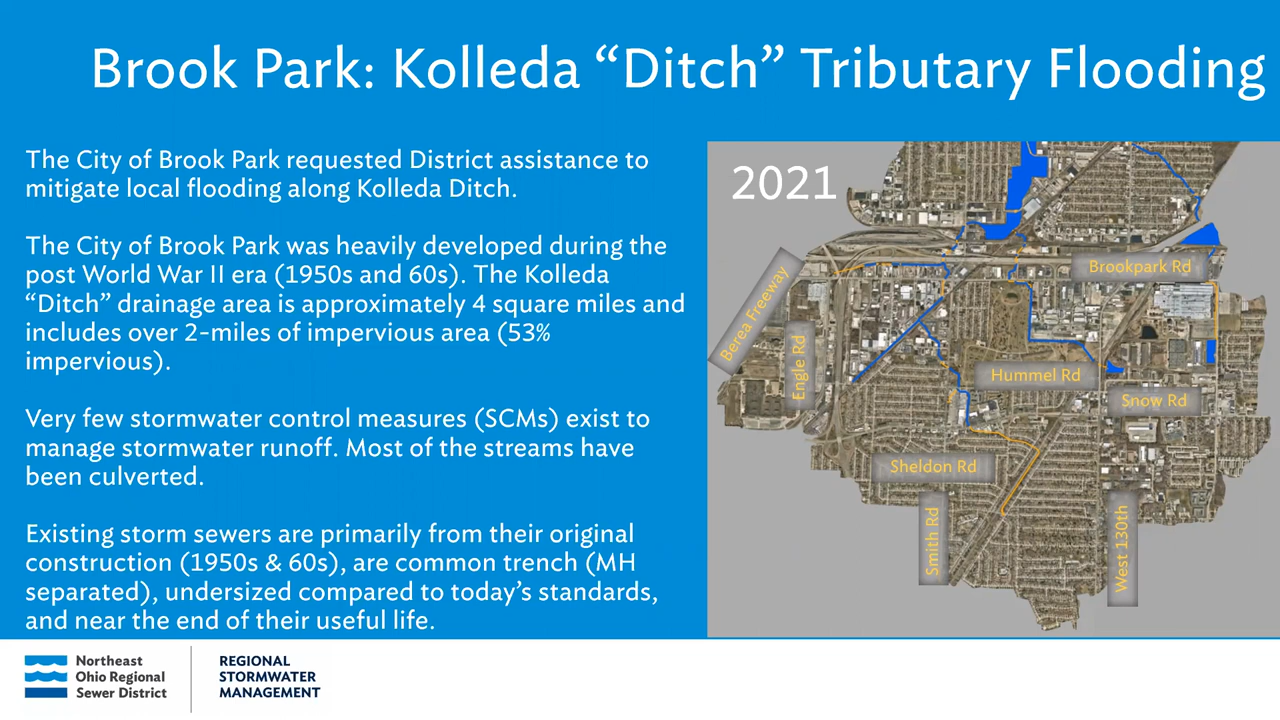 Brook Park: Kolleda “Ditch” Tributary Flooding
The City of Brook Park requested District assistance to
mitigate local flooding along Kolleda Ditch.
The City of Brook Park was heavily developed during the
post World War II era (1950s and 60s). The Kolleda
“Ditch” drainage area is approximately 4 square miles and
includes over 2-miles of impervious area (53%
impervious).
Very few stormwater control measures (SCMs) exist to
manage stormwater runoff. Most of the streams have
been culverted.
Existing storm sewers are primarily from their original
construction (1950s & 60s), are common trench (MH
separated), undersized compared to today’s standards,
and near the end of their useful life.
2021
Brookpark Rd
Berea Freeway
Engle Rd
Hummel Rd
Snow Rd
Sheldon Rd
Smith Rd
West 130th
Northeast
Ohio Regional
Sewer District
REGIONAL
STORMWATER
MANAGEMENT